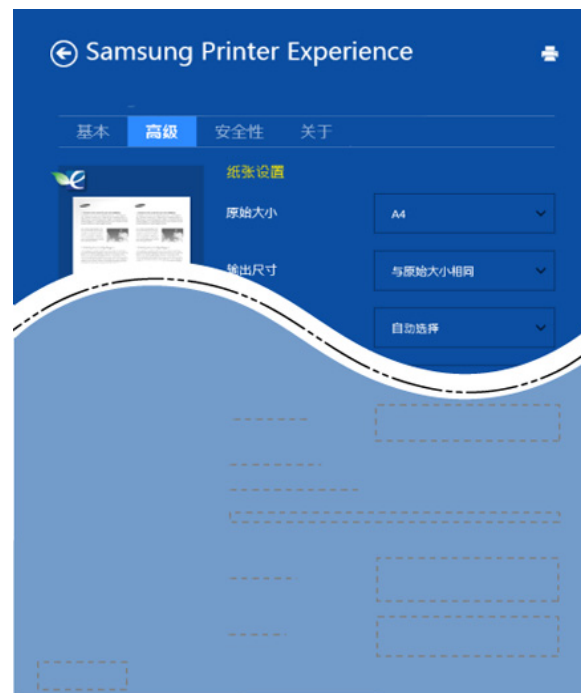 Samsung Printer Experience
基本 高级 安全性 关于
纸张设置
原始大小 A4
输出尺寸 与原始大小相同
自动选择